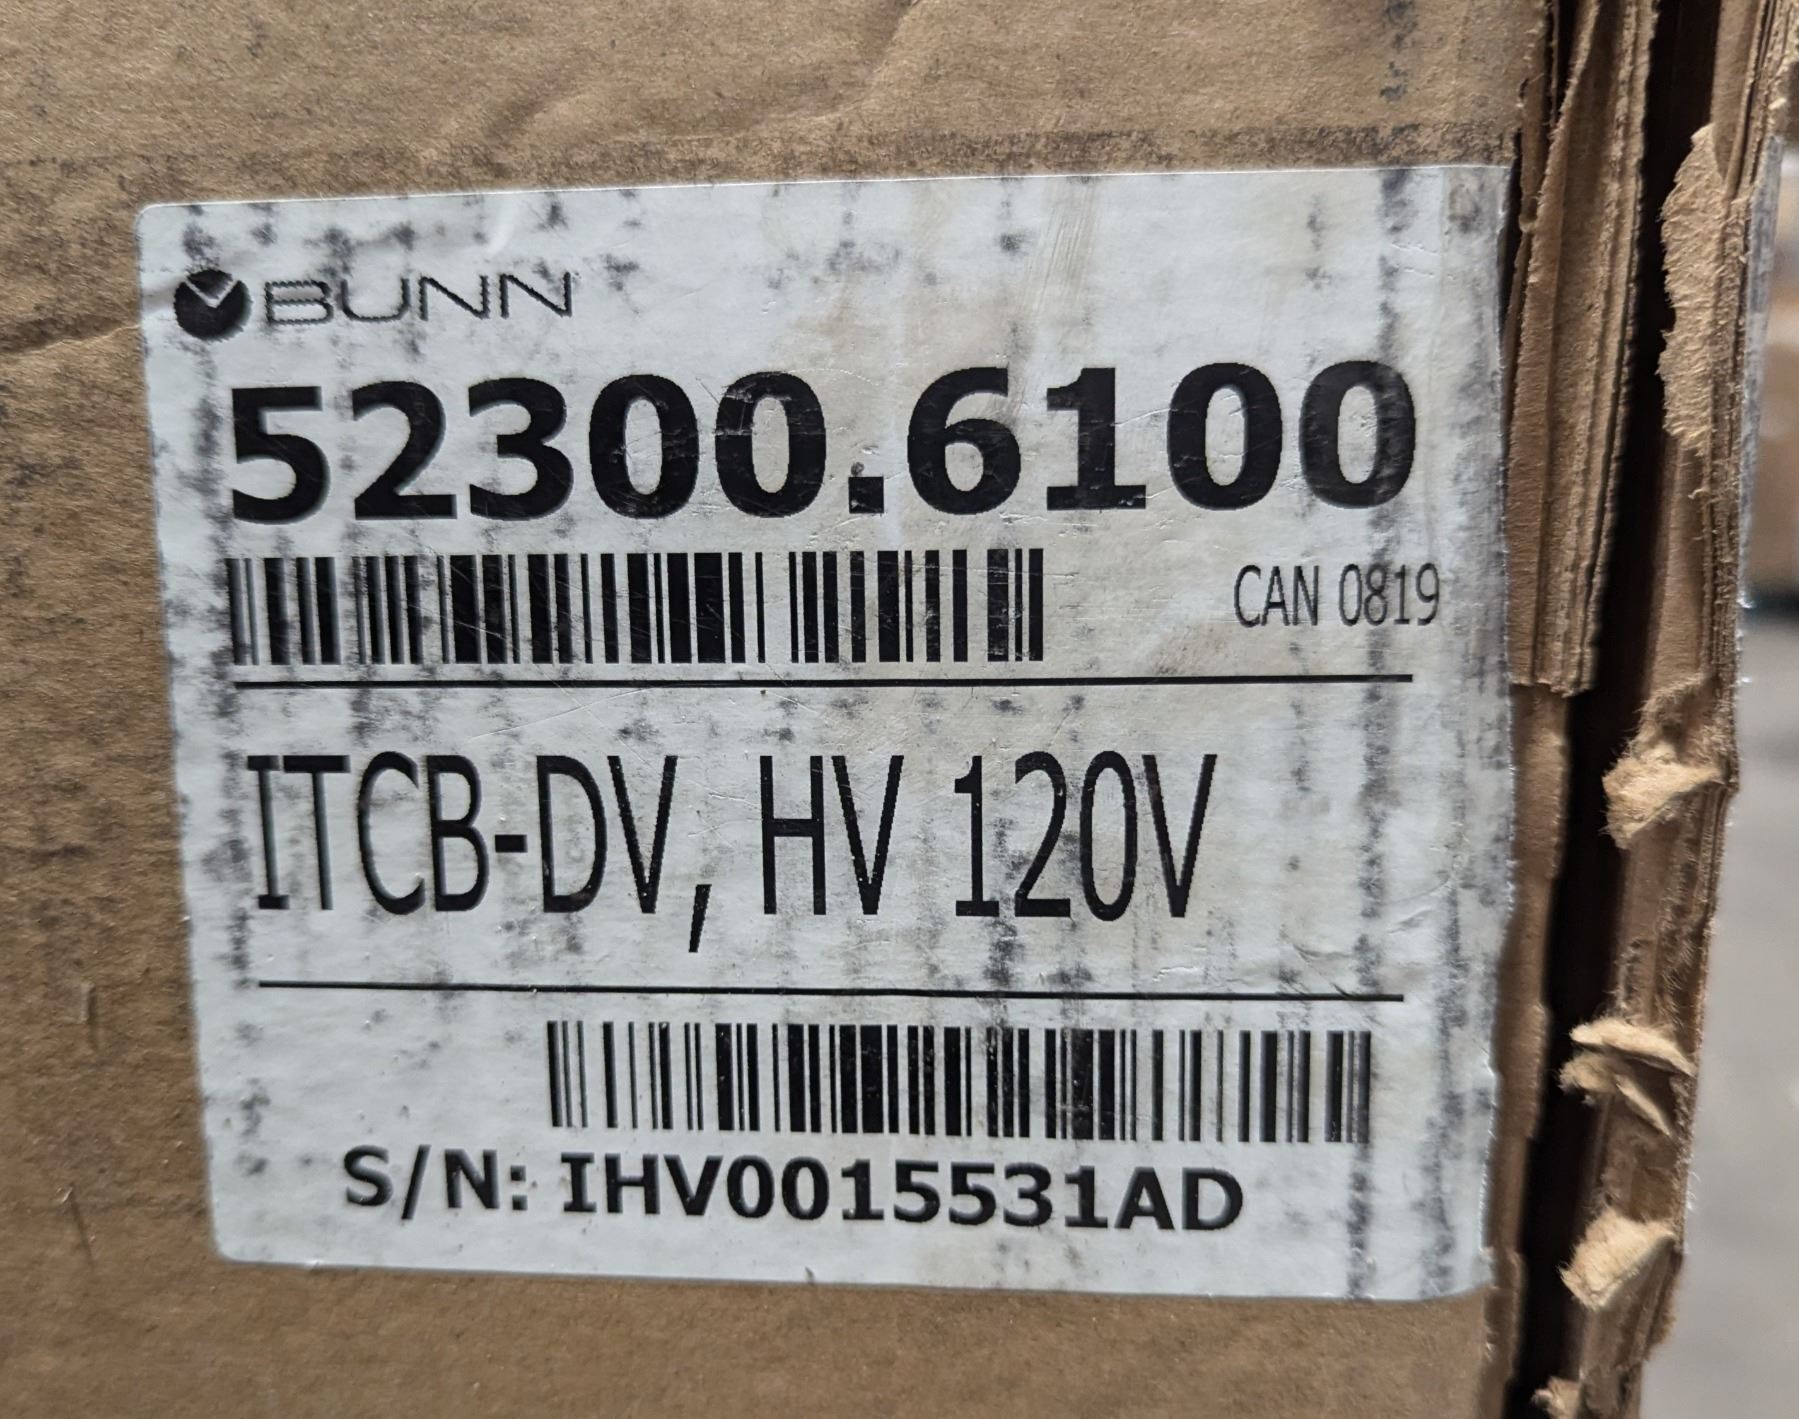 BUNN
52300.6100
CAN 0819
ITCB-DV, HV 120V
S/N: IHV0015531AD